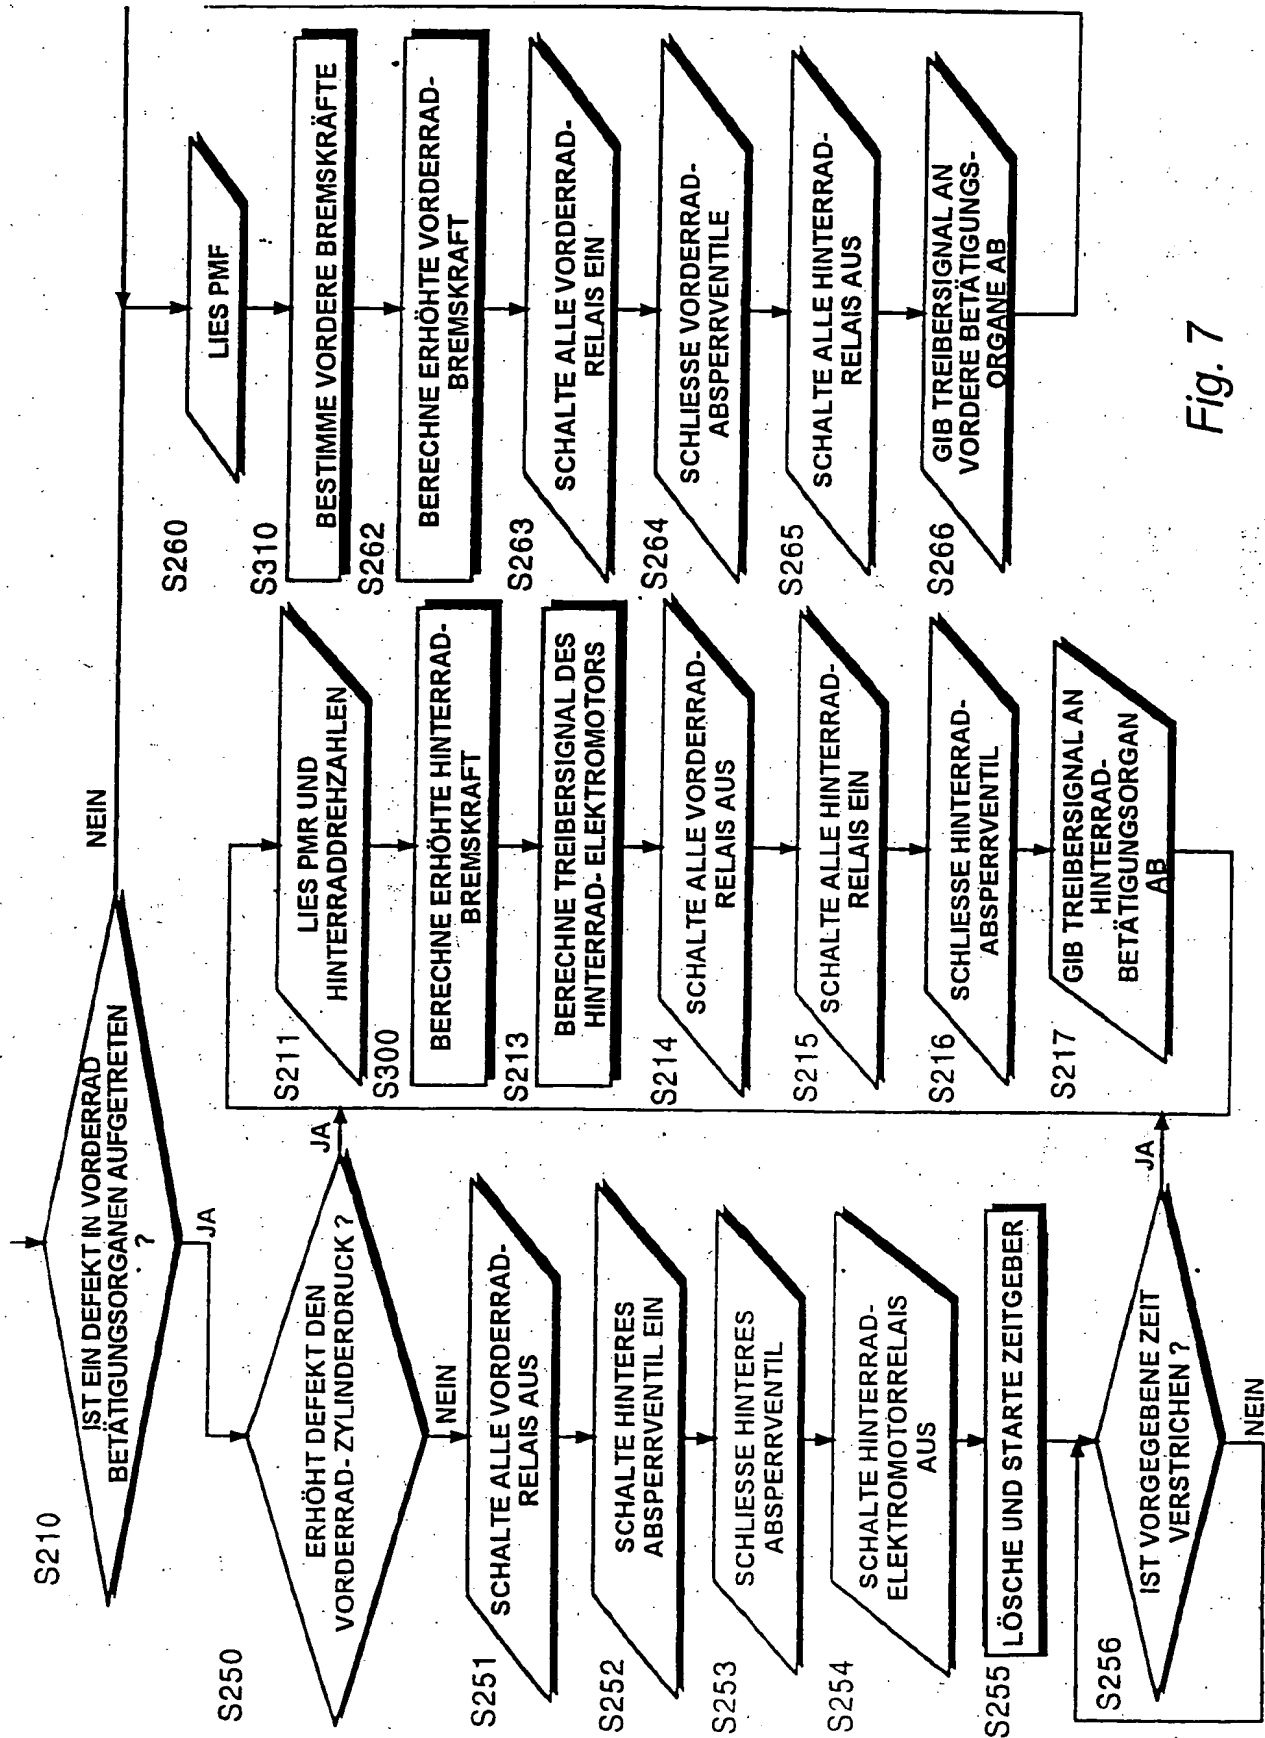 S210
IST EIN DEFEKT IN VORDERRAD
BETÄTIGUNGSORGANEN AUFGETRETEN
?
NEIN
JA
S250
ERHÖHT DEFEKT DEN
VORDERRAD-ZYLINDERDRUCK ?
JA
NEIN
S251
SCHALTE ALLE VORDERRAD-
RELAIS AUS
S252
SCHALTE HINTERES
ABSPERRVENTIL EIN
S253
SCHLIESSE HINTERES
ABSPERRVENTIL
S254
SCHALTE HINTERRAD-
ELEKTROMOTORRELAIS
AUS
S255
LÖSCHE UND STARTE ZEITGEBER
S256
IST VORGEGEBENE ZEIT
VERSTRICHEN ?
JA
NEIN
S211
LIES PMR UND
HINTERRADDREHZAHLEN
S300
BERECHNE ERHÖHTE HINTERRAD-
BREMSKRAFT
S213
BERECHNE TREIBERSIGNAL DES
HINTERRAD- ELEKTROMOTORS
S214
SCHALTE ALLE VORDERRAD-
RELAIS AUS
S215
SCHALTE ALLE HINTERRAD-
RELAIS EIN
S216
SCHLIESSE HINTERRAD-
ABSPERRVENTIL
S217
GIB TREIBERSIGNAL AN
HINTERRAD-
BETÄTIGUNGSORGAN
AB
S260
LIES PMF
S310
BESTIMME VORDERE BREMSKRÄFTE
S262
BERECHNE ERHÖHTE VORDERRAD-
BREMSKRAFT
S263
SCHALTE ALLE VORDERRAD-
RELAIS EIN
S264
SCHLIESSE VORDERRAD-
ABSPERRVENTILE
S265
SCHALTE ALLE HINTERRAD-
RELAIS AUS
S266
GIB TREIBERSIGNAL AN
VORDERE BETÄTIGUNGS-
ORGANE AB
Fig. 7